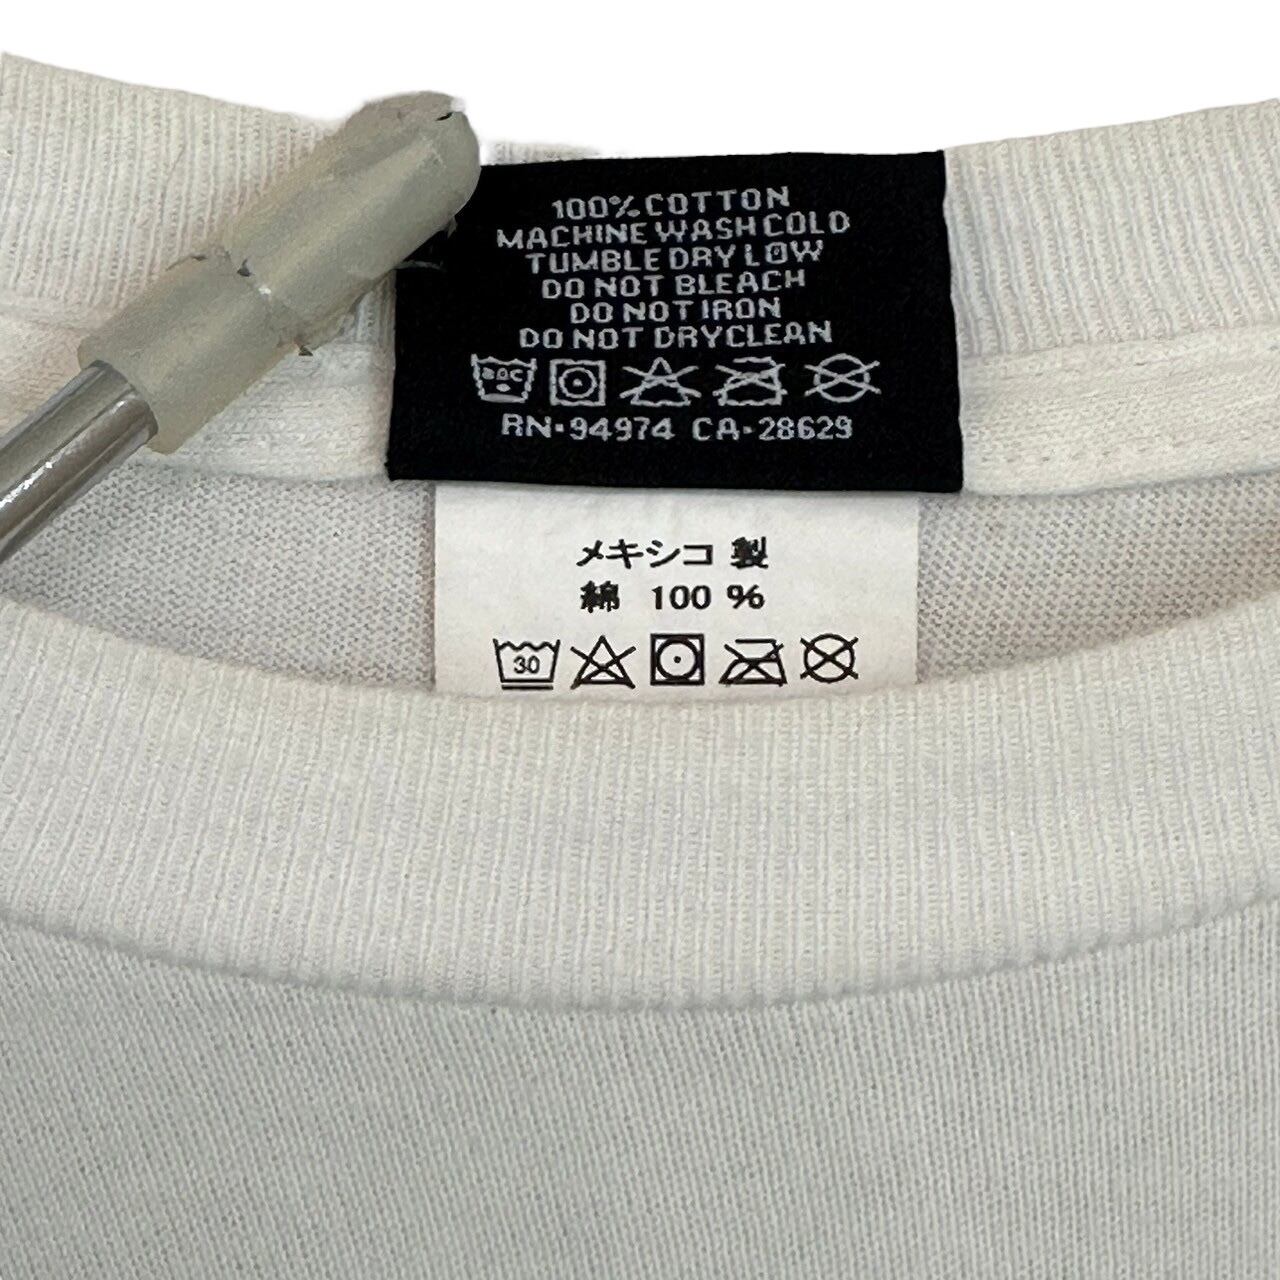 100% COTTON
MACHINE WASH COLD
TUMBLE DRY LOW
DO NOT BLEACH
DO NOT IRON
DO NOT DRYCLEAN
RN-94974 CA-28629
メキシコ 製
綿 100 %
30